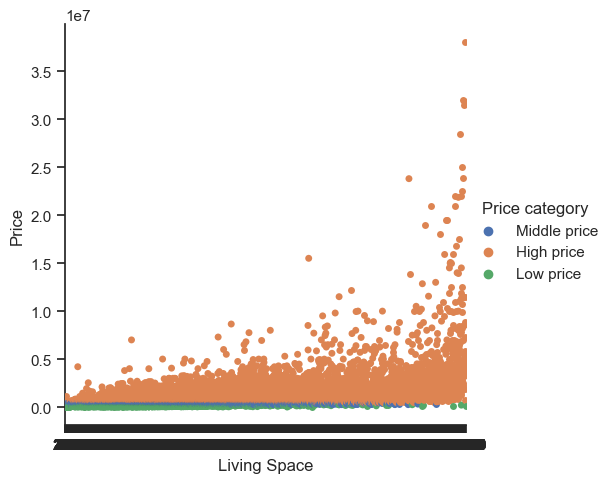 1e7
3.5
3.0
2.5
2.0
1.5
1.0
0.5
0.0
Price
Living Space
Price category
Middle price
High price
Low price